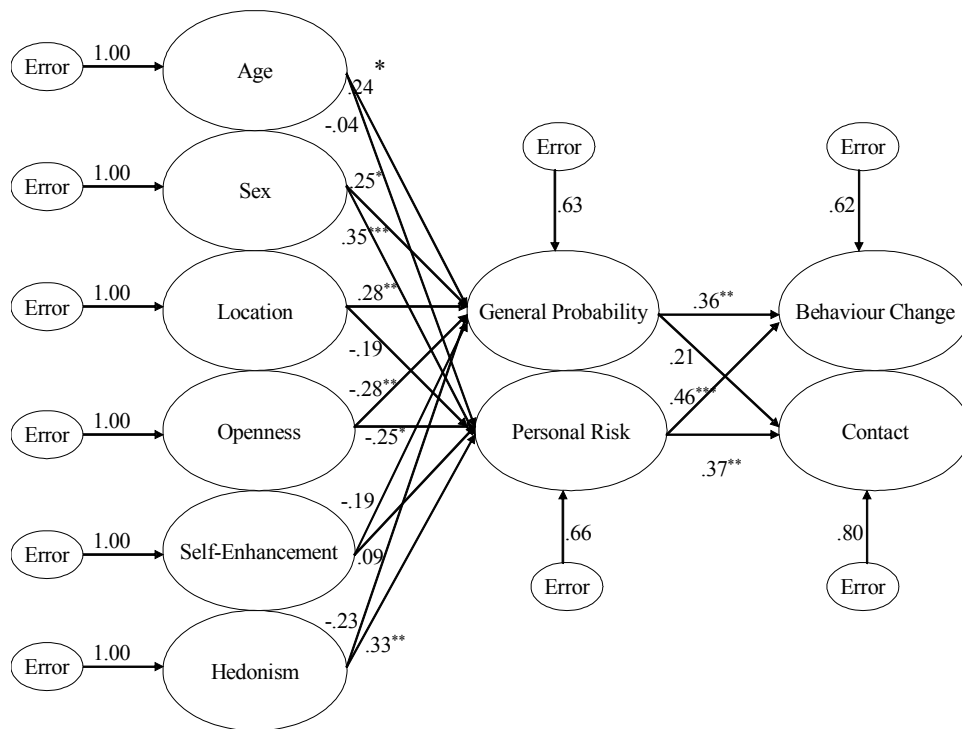 Error
1.00
Age
.24*
-.04
Error
1.00
Sex
.25*
.35***
Error
1.00
Location
.28**
-.19
Error
1.00
Openness
-.28**
-.25*
Error
1.00
Self-Enhancement
-.19
.09
Error
1.00
Hedonism
-.23
.33**
Error
.63
General Probability
Personal Risk
.66
Error
.36**
.21
.46***
.37**
Error
.62
Behaviour Change
Contact
.80
Error